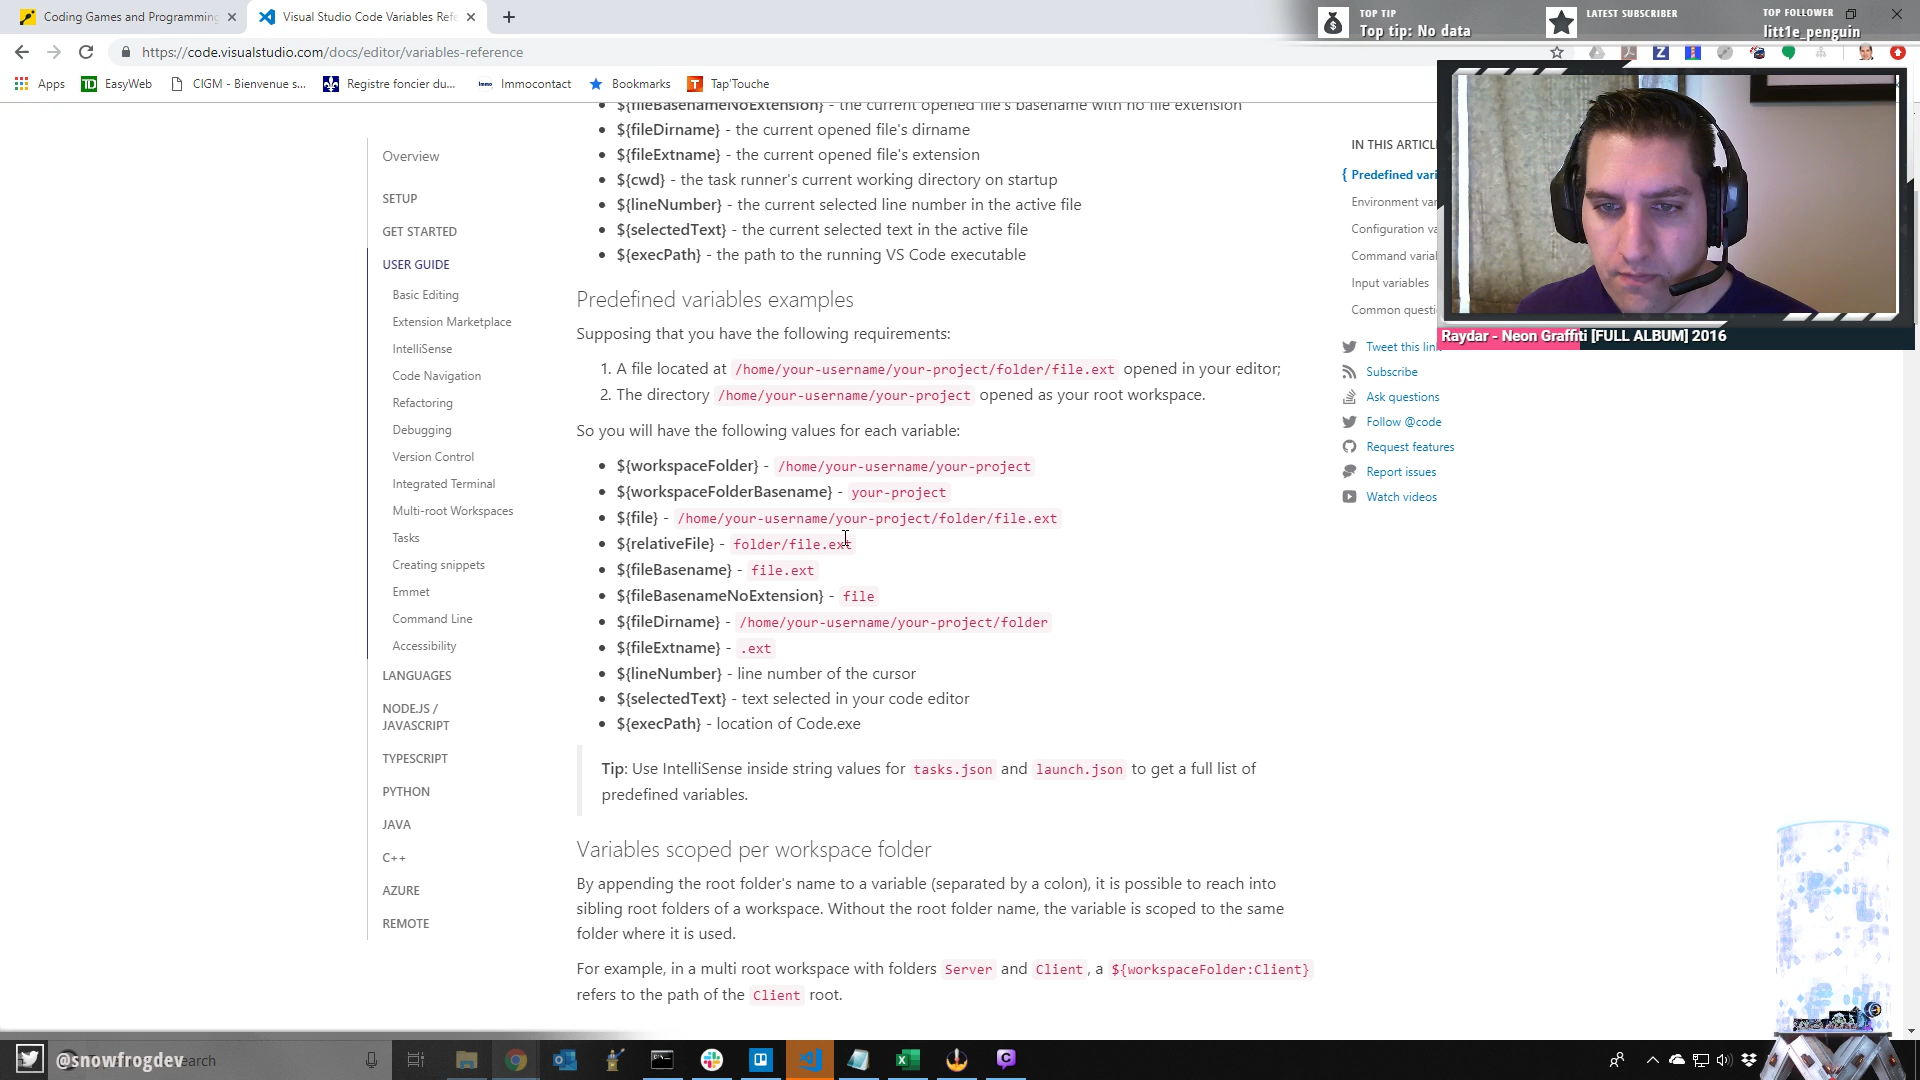 Coding Games and Programming
Visual Studio Code Variables Refe
TOP TIP
Top tip: No data
LATEST SUBSCRIBER
TOP FOLLOWER
litt1e_penguin
https://code.visualstudio.com/docs/editor/variables-reference
Apps
EasyWeb
CIGM - Bienvenue s...
Registre foncier du...
Immocontact
Bookmarks
Tap'Touche
${fileBasenameNoExtension} - the current opened file's basename with no file extension
${fileDirname} - the current opened file's dirname
${fileExtname} - the current opened file's extension
${cwd} - the task runner's current working directory on startup
${lineNumber} - the current selected line number in the active file
${selectedText} - the current selected text in the active file
${execPath} - the path to the running VS Code executable
Predefined variables examples
Supposing that you have the following requirements:
1. A file located at /home/your-username/your-project/folder/file.ext opened in your editor;
2. The directory /home/your-username/your-project opened as your root workspace.
So you will have the following values for each variable:
${workspaceFolder} - /home/your-username/your-project
${workspaceFolderBasename} - your-project
${file} - /home/your-username/your-project/folder/file.ext
${relativeFile} - folder/file.ext
${fileBasename} - file.ext
${fileBasenameNoExtension} - file
${fileDirname} - /home/your-username/your-project/folder
${fileExtname} - .ext
${lineNumber} - line number of the cursor
${selectedText} - text selected in your code editor
${execPath} - location of Code.exe
Tip: Use IntelliSense inside string values for tasks.json and launch.json to get a full list of
predefined variables.
Variables scoped per workspace folder
By appending the root folder's name to a variable (separated by a colon), it is possible to reach into
sibling root folders of a workspace. Without the root folder name, the variable is scoped to the same
folder where it is used.
For example, in a multi root workspace with folders Server and Client, a ${workspaceFolder:Client}
refers to the path of the Client root.
Overview
SETUP
GET STARTED
USER GUIDE
Basic Editing
Extension Marketplace
IntelliSense
Code Navigation
Refactoring
Debugging
Version Control
Integrated Terminal
Multi-root Workspaces
Tasks
Creating snippets
Emmet
Command Line
Accessibility
LANGUAGES
NODE.JS /
JAVASCRIPT
TYPESCRIPT
PYTHON
JAVA
C++
AZURE
REMOTE
IN THIS ARTICL
{ Predefined vari
Environment var
Configuration va
Command variab
Input variables
Common questi
Raydar - Neon Graffiti [FULL ALBUM] 2016
Tweet this link
Subscribe
Ask questions
Follow @code
Request features
Report issues
Watch videos
@snowfrogdev
earch